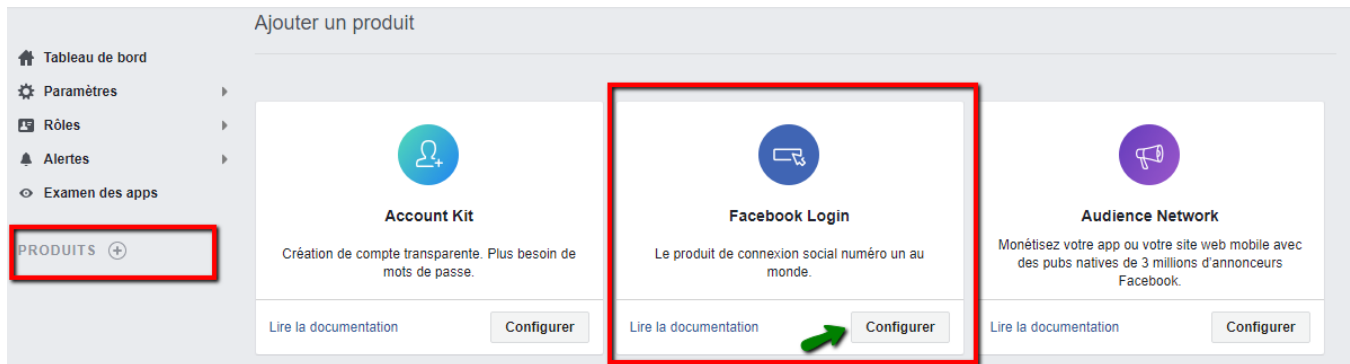 Ajouter un produit
Tableau de bord
Paramètres
Rôles
Alertes
Examen des apps
PRODUITS
Account Kit
Création de compte transparente. Plus besoin de
mots de passe.
Lire la documentation
Configurer
Facebook Login
Le produit de connexion social numéro un au
monde.
Lire la documentation
Configurer
Audience Network
Monétisez votre app ou votre site web mobile avec
des pubs natives de 3 millions d'annonceurs
Facebook.
Lire la documentation
Configurer